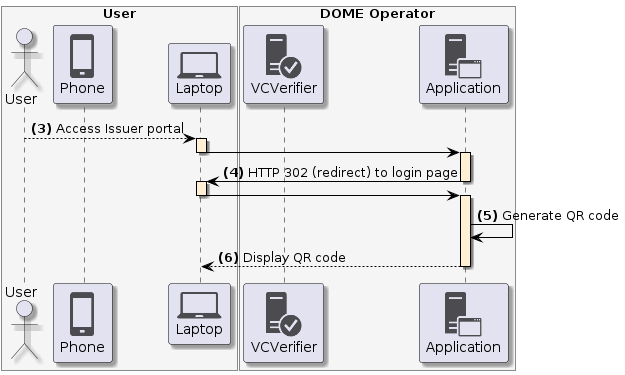 User
DOME Operator
User
Phone
Laptop
VCVerifier
Application
(3) Access Issuer portal
(4) HTTP 302 (redirect) to login page
(5) Generate QR code
(6) Display QR code
User
Phone
Laptop
VCVerifier
Application